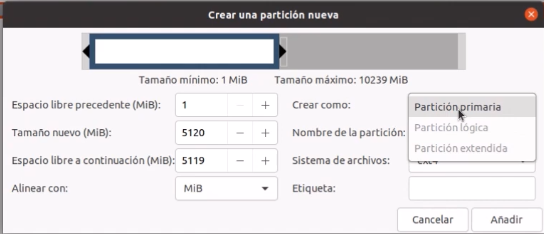 Crear una partición nueva
Tamaño mínimo: 1 MiB Tamaño máximo: 10239 MiB
Espacio libre precedente (MiB): 1 Crear como: Partición primaria
Partición lógica
Tamaño nuevo (MiB): 5120 Nombre de la partición:
Partición extendida
Espacio libre a continuación (MiB): 5119 Sistema de archivos: ext4
Alinear con: MiB Etiqueta:
Cancelar Añadir